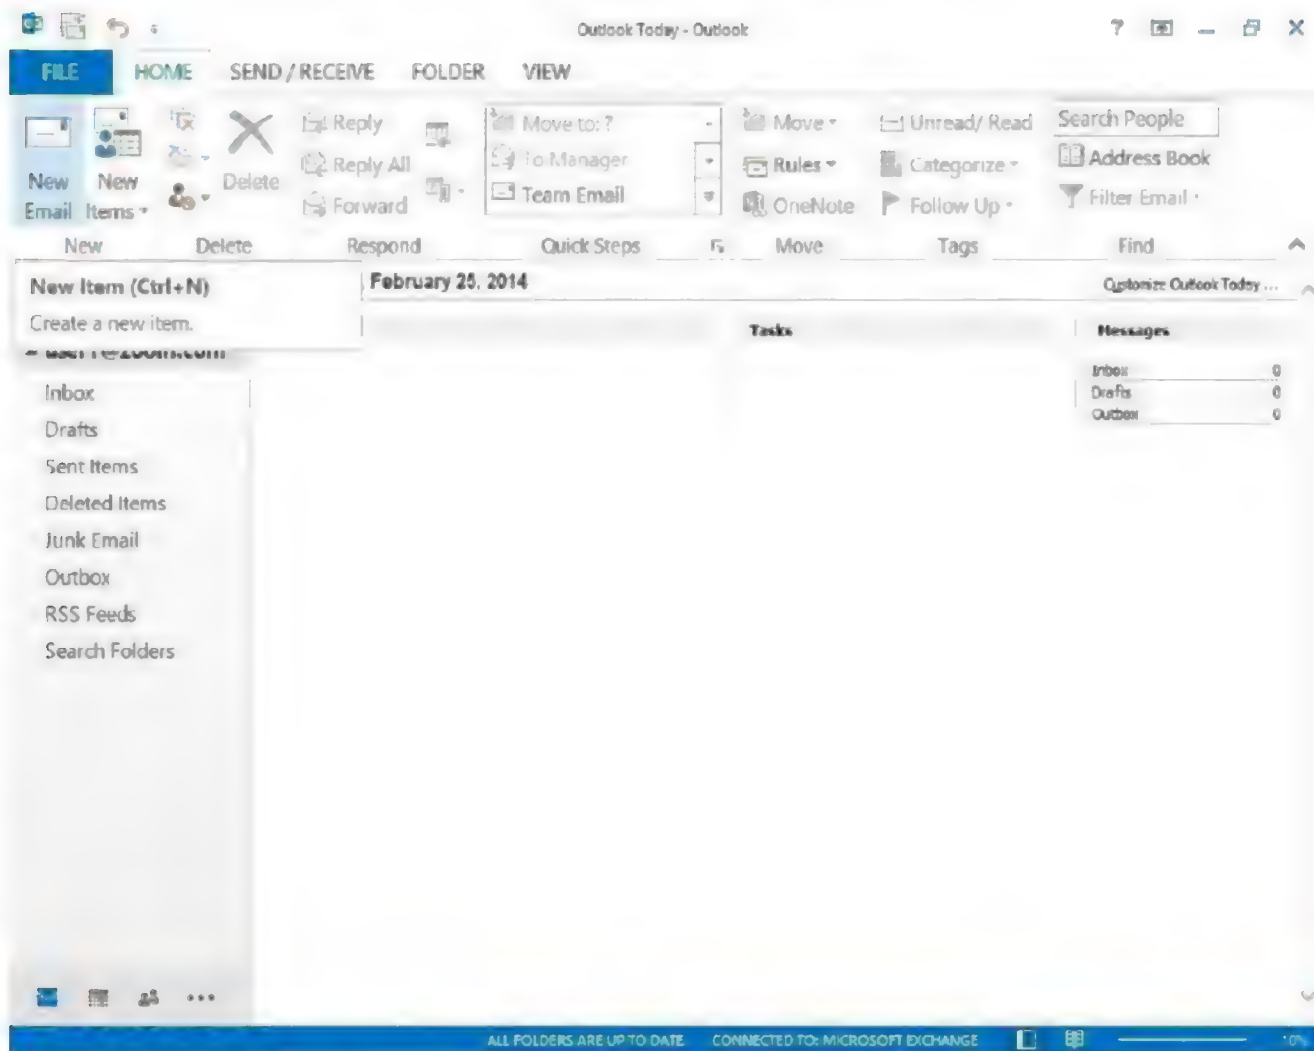 Outlook Today - Outlook
?
FILE HOME SEND / RECEIVE FOLDER VIEW
New Email
New Items
Delete
Reply
Reply All
Forward
Move to: ?
To Manager
Team Email
Move
Rules
OneNote
Unread/ Read
Categorize
Follow Up
Search People
Address Book
Filter Email
New Delete Respond Quick Steps Move Tags Find
New Item (Ctrl+N)
Create a new item.
February 25, 2014
Customize Outlook Today ...
Tasks
Messages
Inbox 0
Drafts 0
Outbox 0
Inbox
Drafts
Sent Items
Deleted Items
Junk Email
Outbox
RSS Feeds
Search Folders
ALL FOLDERS ARE UP TO DATE CONNECTED TO: MICROSOFT EXCHANGE